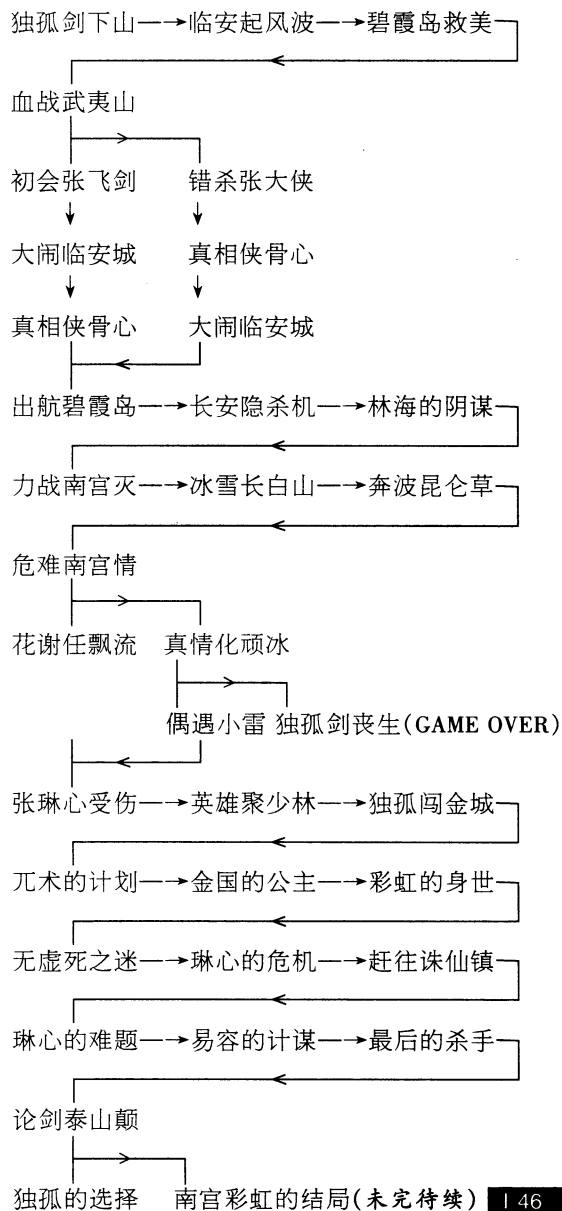 独孤剑下山→临安起风波→碧霞岛救美
血战武夷山
初会张飞剑 错杀张大侠
大闹临安城 真相侠骨心
真相侠骨心 大闹临安城
出航碧霞岛→长安隐杀机→林海的阴谋
力战南宫灭→冰雪长白山→奔波昆仑草
危难南宫情
花谢任飘流 真情化顽冰
偶遇小雷 独孤剑丧生(GAME OVER)
张琳心受伤→英雄聚少林→独孤闯金城
兀术的计划→金国的公主→彩虹的身世
无虚死之迷→琳心的危机→赶往诛仙镇
琳心的难题→易容的计谋→最后的杀手
论剑泰山颠
独孤的选择 南宫彩虹的结局(未完待续) 146